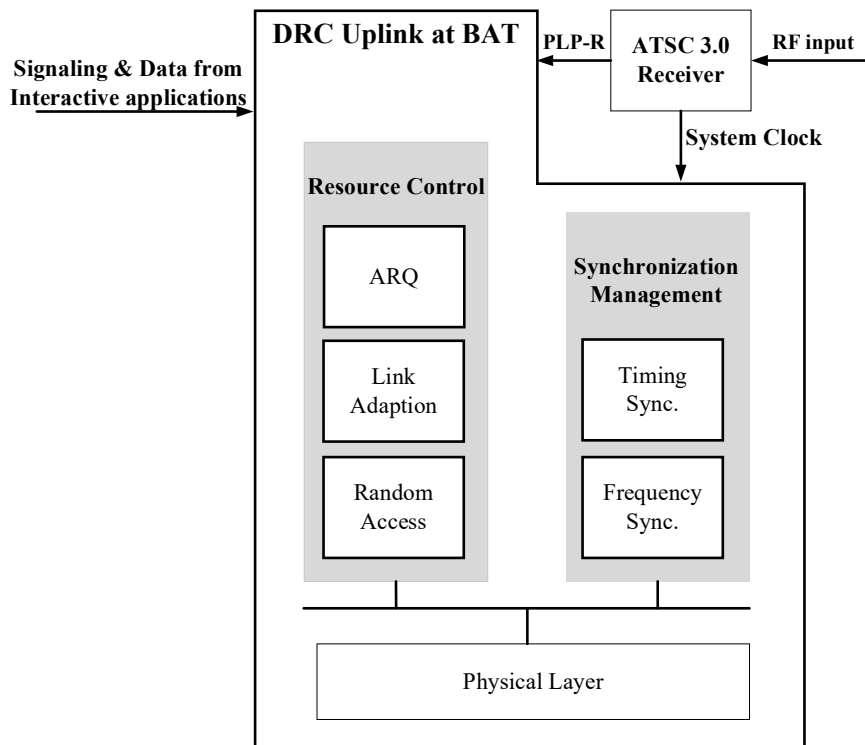 DRC Uplink at BAT
PLP-R
ATSC 3.0
Receiver
RF input
Signaling & Data from
Interactive applications
System Clock
Resource Control
ARQ
Link
Adaption
Random
Access
Synchronization
Management
Timing
Sync.
Frequency
Sync.
Physical Layer